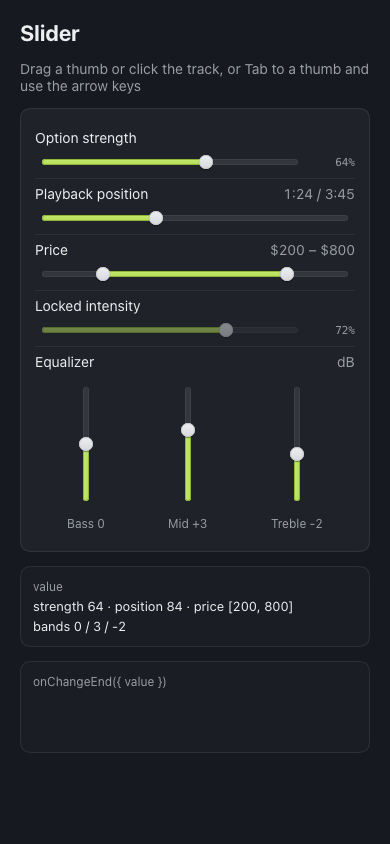 Slider
Drag a thumb or click the track, or Tab to a thumb and
use the arrow keys
Option strength
64%
Playback position 1:24 / 3:45
Price $200 – $800
Locked intensity
72%
Equalizer dB
Bass 0 Mid +3 Treble -2
value
strength 64 · position 84 · price [200, 800]
bands 0 / 3 / -2
onChangeEnd({ value })